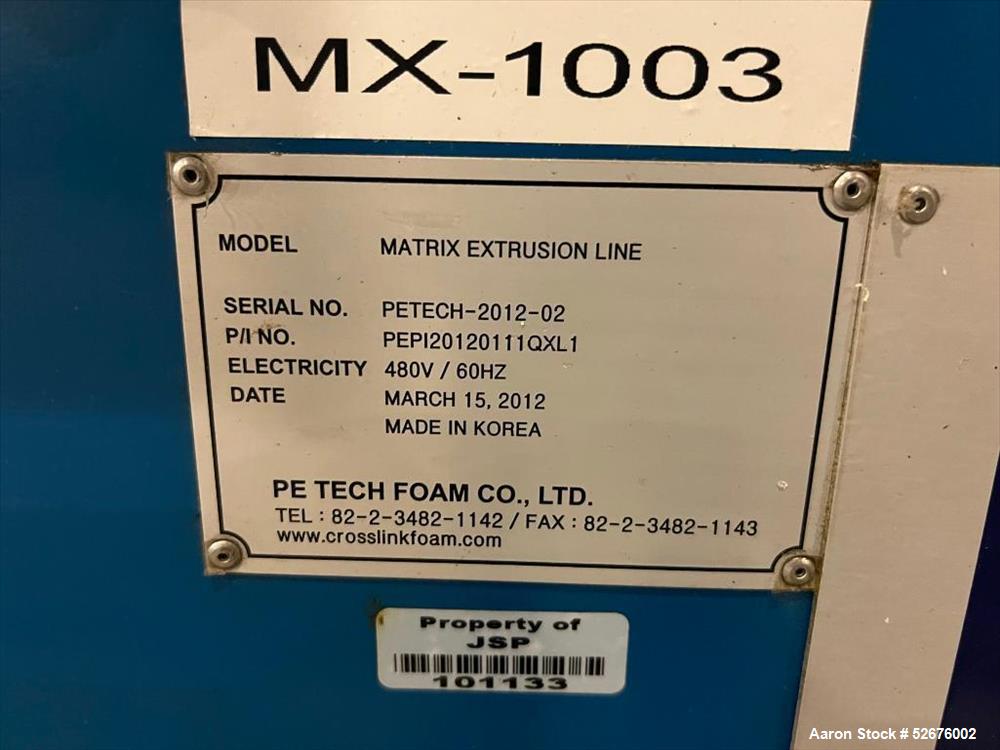 MX-1003
MODEL MATRIX EXTRUSION LINE
SERIAL NO. PETECH-2012-02
P/I NO. PEPI20120111QXL1
ELECTRICITY 480V / 60HZ
DATE MARCH 15, 2012
MADE IN KOREA
PE TECH FOAM CO., LTD.
TEL : 82-2-3482-1142 / FAX : 82-2-3482-1143
www.crosslinkfoam.com
Property of
JSP
101133
Aaron Stock # 52676002